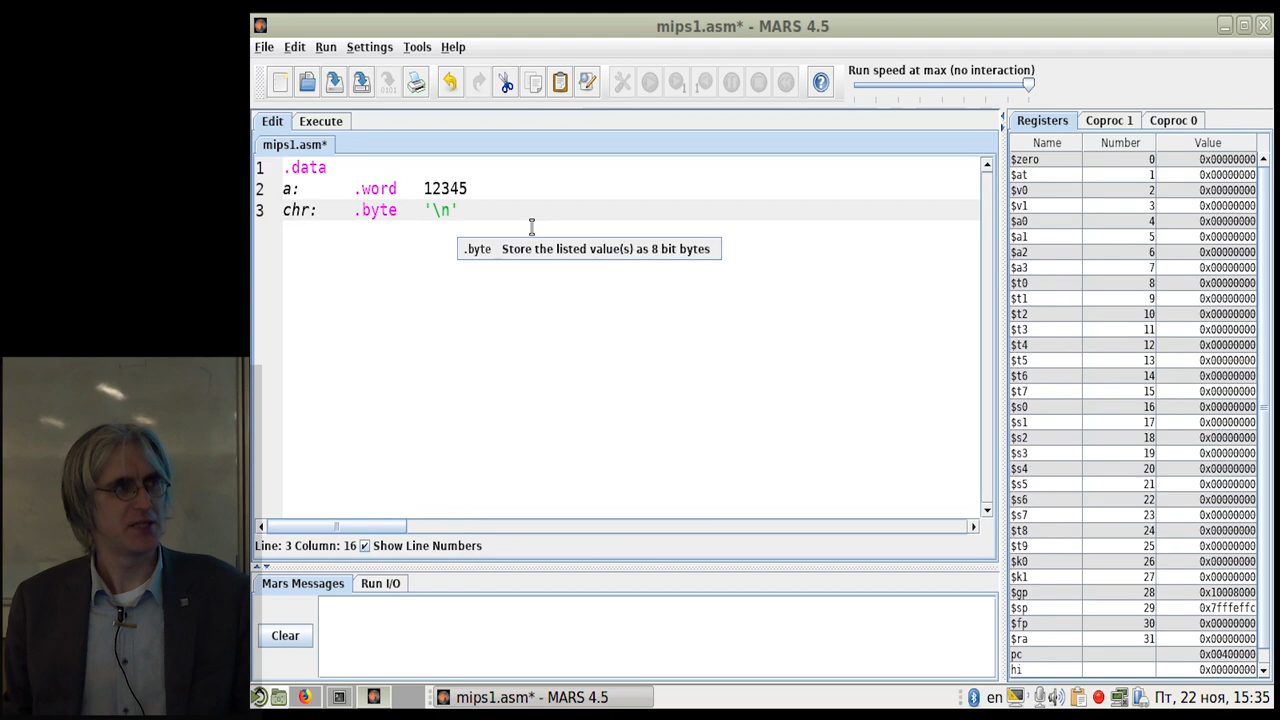 mips1.asm* - MARS 4.5
File Edit Run Settings Tools Help
Run speed at max (no interaction)
Edit Execute
mips1.asm*
1 .data
2 a: .word 12345
3 chr: .byte '\n'
.byte Store the listed value(s) as 8 bit bytes
Line: 3 Column: 16 Show Line Numbers
Mars Messages Run I/O
Clear
Registers Coproc 1 Coproc 0
Name Number Value
$zero 0 0x00000000
$at 1 0x00000000
$v0 2 0x00000000
$v1 3 0x00000000
$a0 4 0x00000000
$a1 5 0x00000000
$a2 6 0x00000000
$a3 7 0x00000000
$t0 8 0x00000000
$t1 9 0x00000000
$t2 10 0x00000000
$t3 11 0x00000000
$t4 12 0x00000000
$t5 13 0x00000000
$t6 14 0x00000000
$t7 15 0x00000000
$s0 16 0x00000000
$s1 17 0x00000000
$s2 18 0x00000000
$s3 19 0x00000000
$s4 20 0x00000000
$s5 21 0x00000000
$s6 22 0x00000000
$s7 23 0x00000000
$t8 24 0x00000000
$t9 25 0x00000000
$k0 26 0x00000000
$k1 27 0x00000000
$gp 28 0x10008000
$sp 29 0x7fffeffc
$fp 30 0x00000000
$ra 31 0x00000000
pc 0x00400000
hi 0x00000000
mips1.asm* - MARS 4.5
en Пт, 22 ноя, 15:35